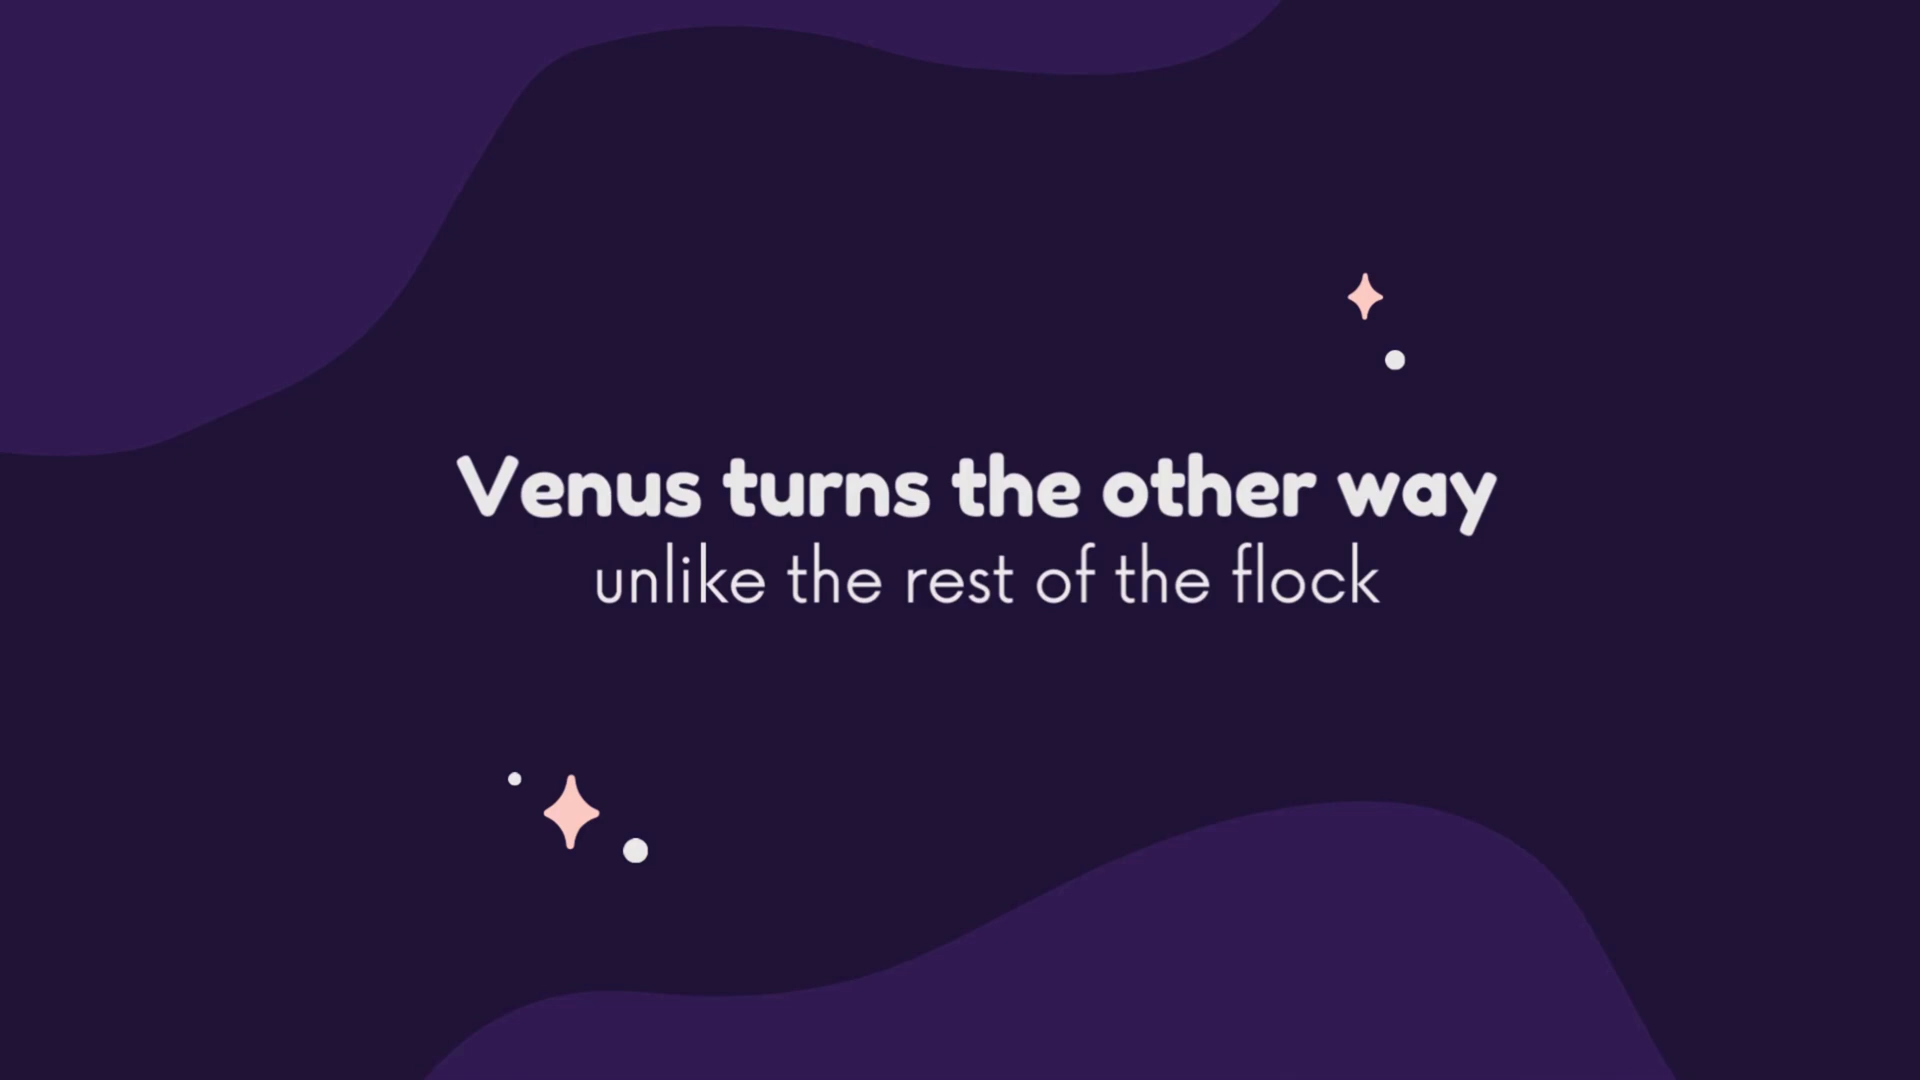 Venus turns the other way
unlike the rest of the flock